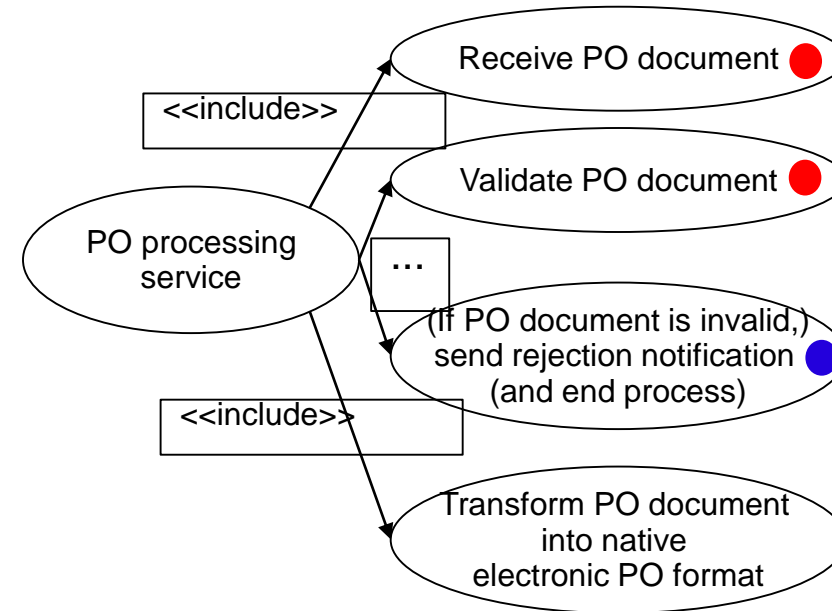 Receive PO document
<<include>>
Validate PO document
PO processing
service
...
(If PO document is invalid,)
send rejection notification
(and end process)
<<include>>
Transform PO document
into native
electronic PO format